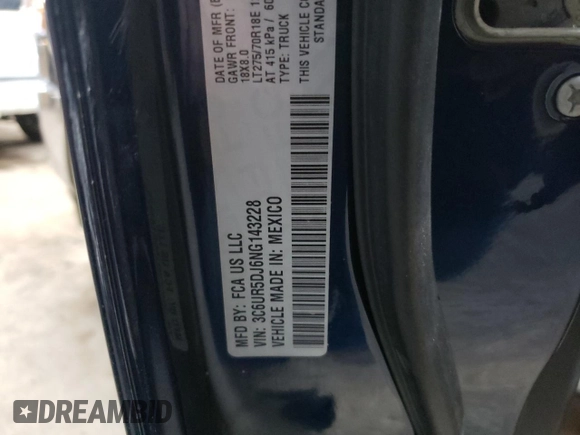 DATE OF MFR
GAWR FRONT:
18X8.0
LT275/70R18E
AT 415 kPa / 60
TYPE: TRUCK
THIS VEHICLE
STANDA
MFD BY: FCA US LLC
VIN: 3C6UR5DJ6NG143228
VEHICLE MADE IN: MEXICO
DREAMBID